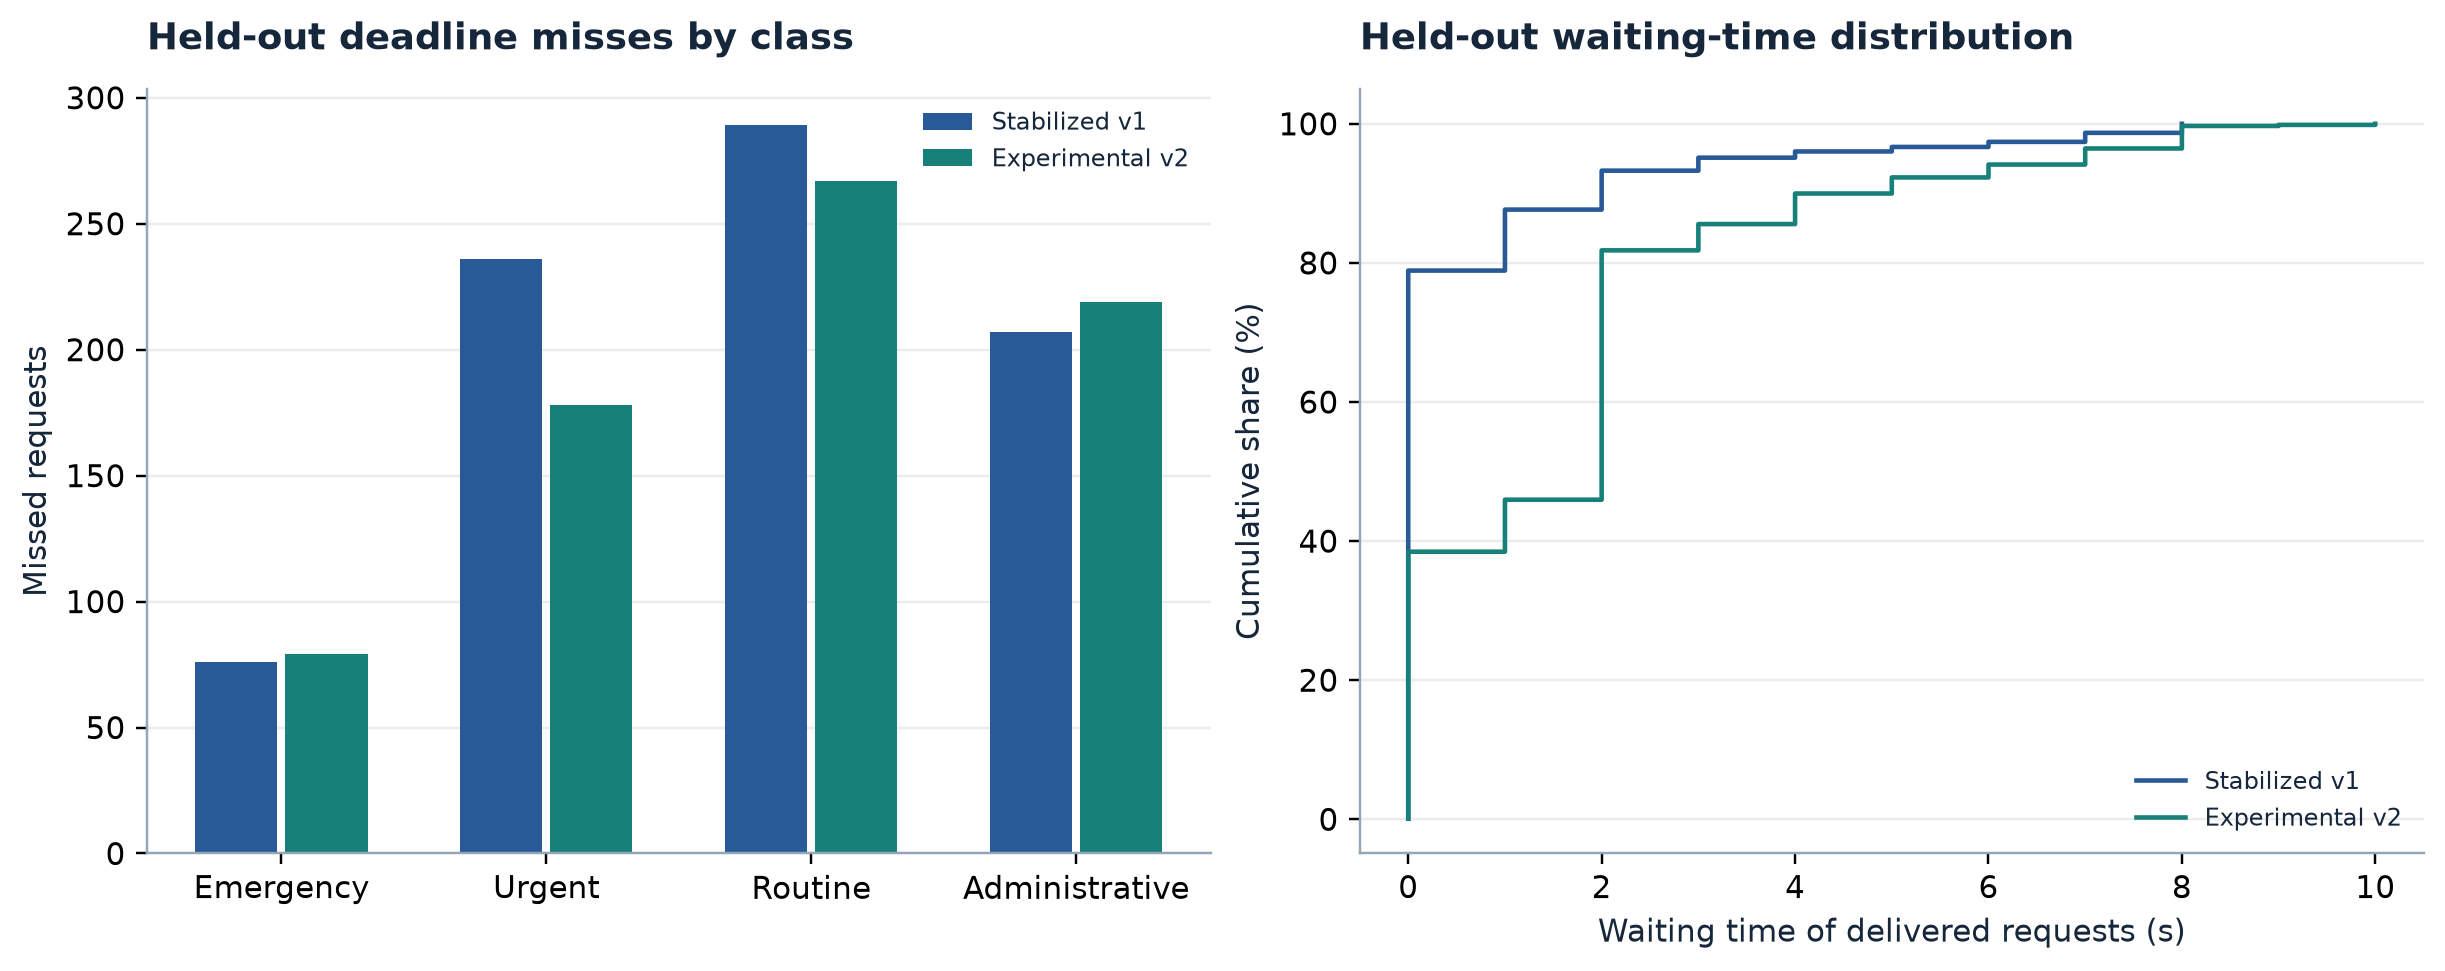 Held-out deadline misses by class
Missed requests
300
250
200
150
100
50
0
Stabilized v1
Experimental v2
Emergency
Urgent
Routine
Administrative
Held-out waiting-time distribution
Cumulative share (%)
100
80
60
40
20
0
Stabilized v1
Experimental v2
0
2
4
6
8
10
Waiting time of delivered requests (s)